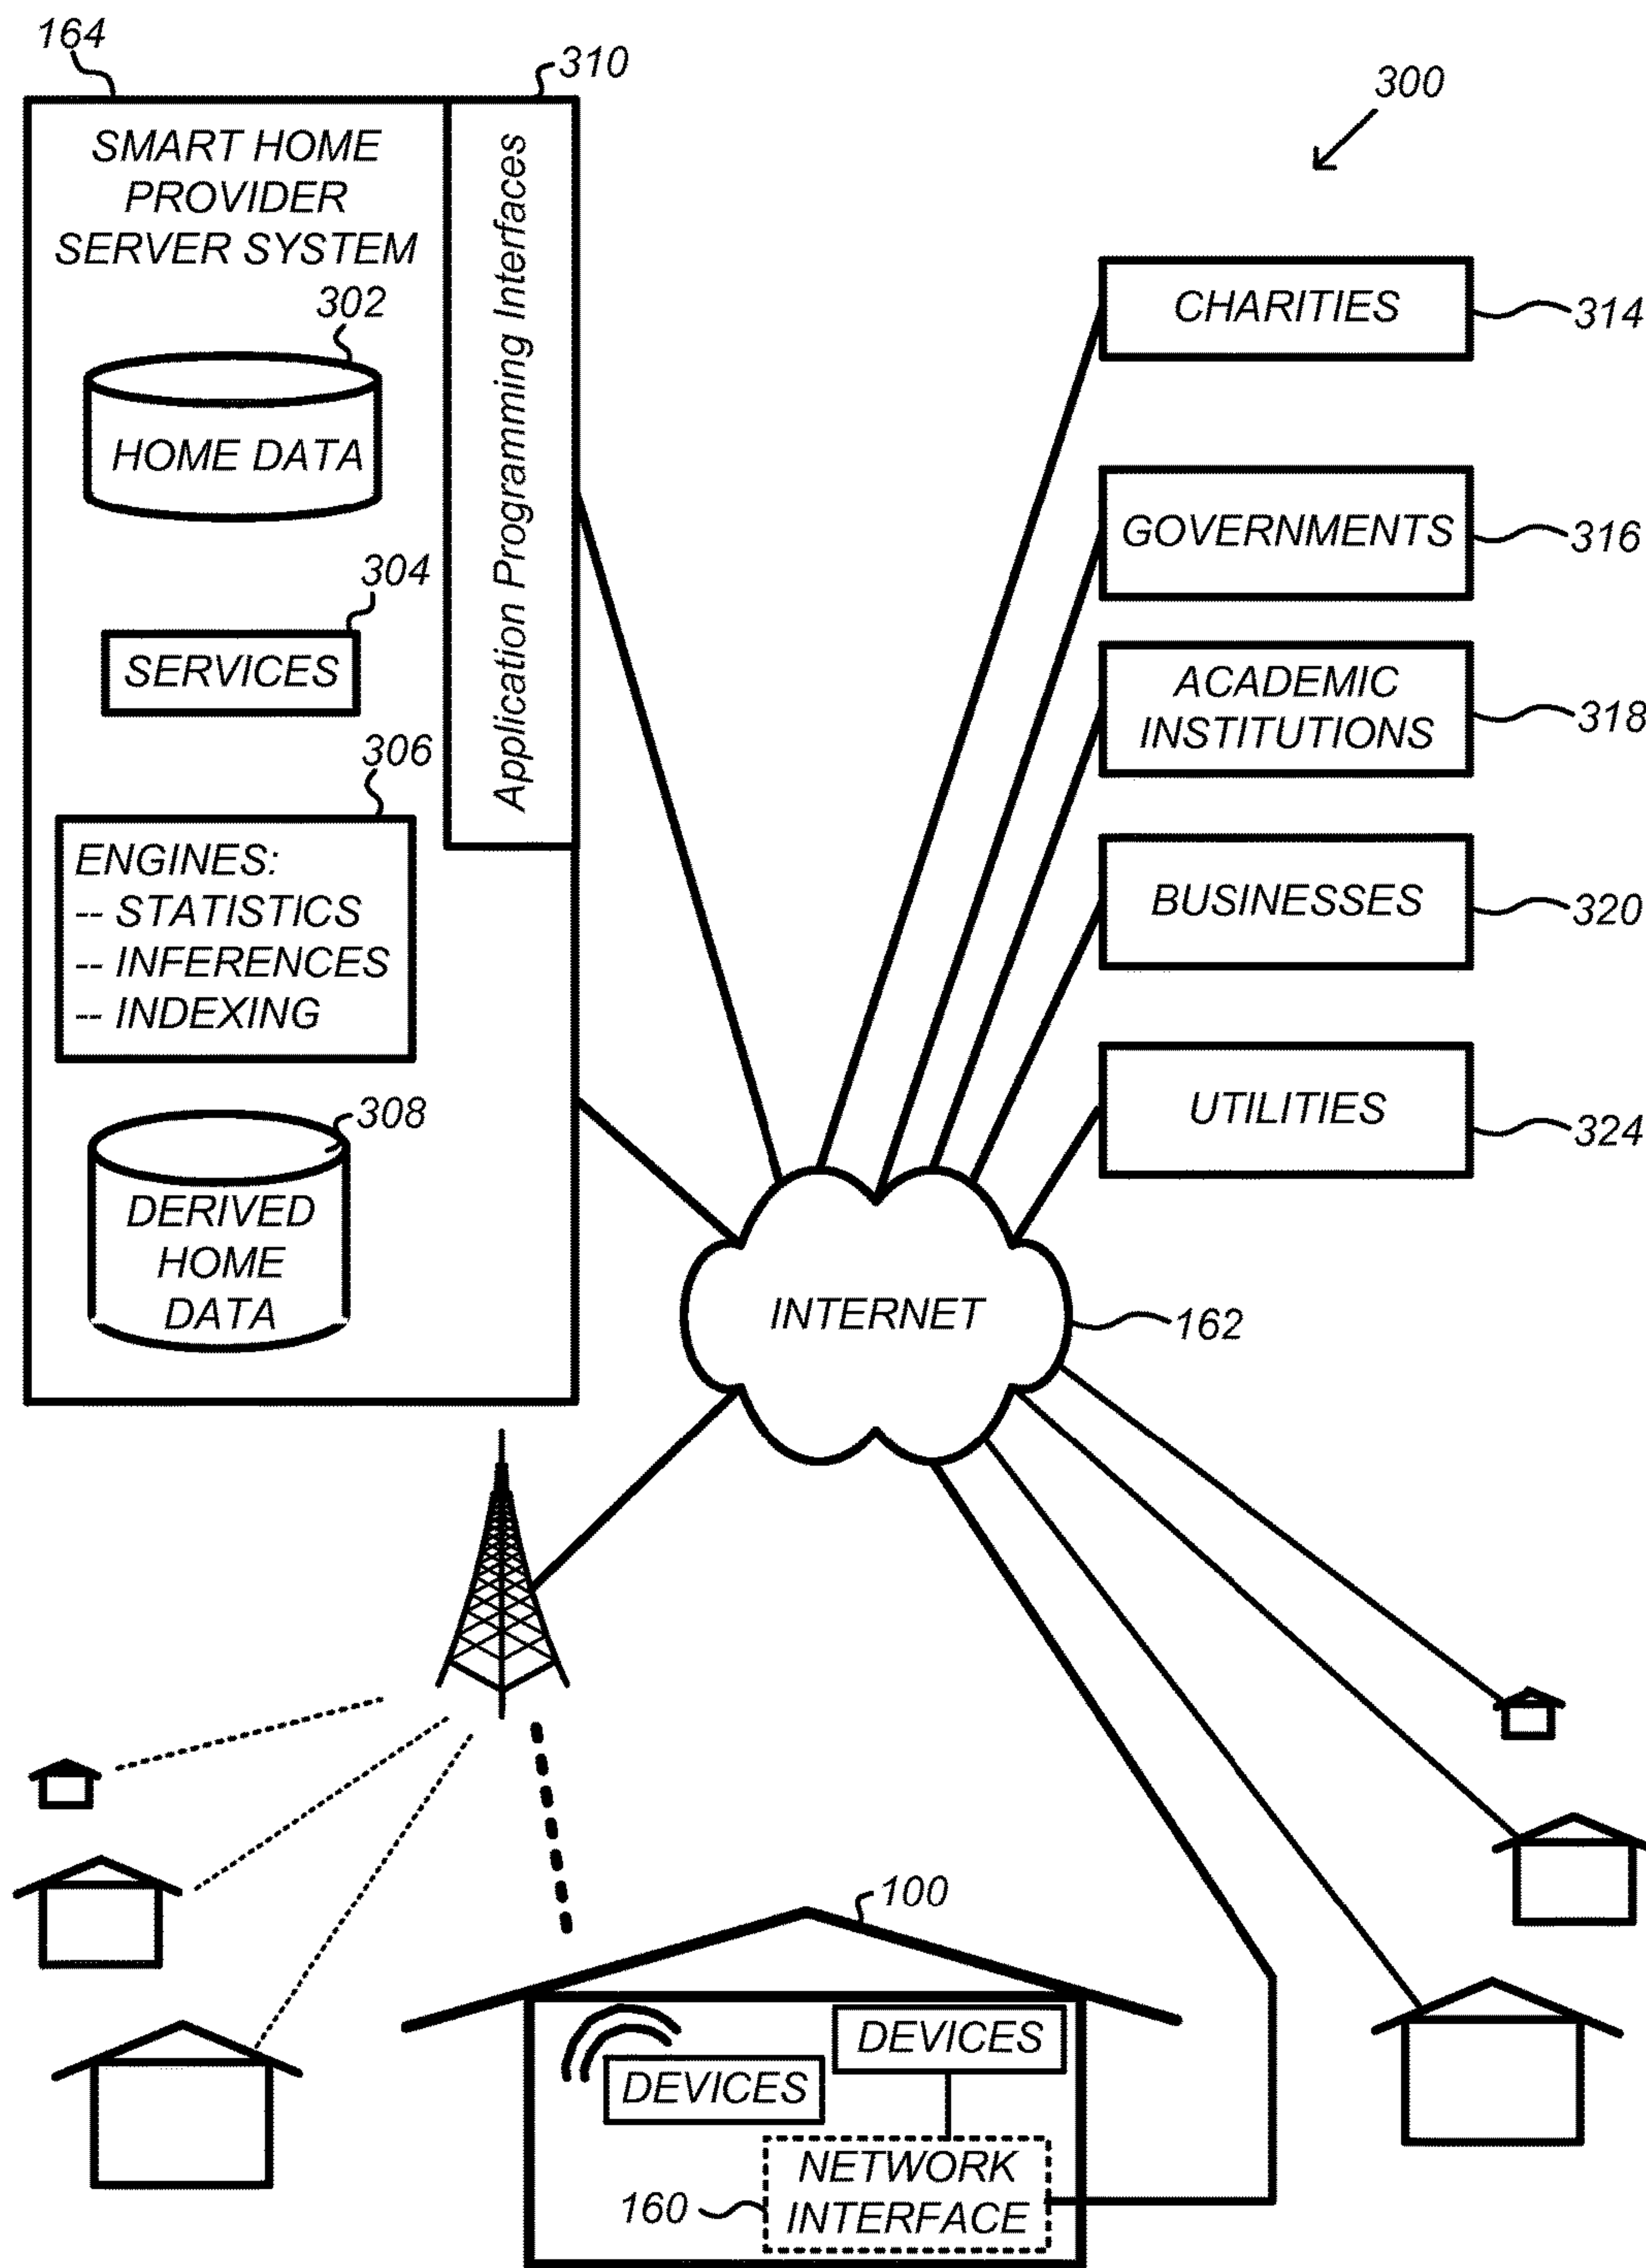 164
310
300
SMART HOME
PROVIDER
SERVER SYSTEM
Application Programming Interfaces
302
HOME DATA
304
SERVICES
306
ENGINES:
-- STATISTICS
-- INFERENCES
-- INDEXING
308
DERIVED
HOME
DATA
CHARITIES
314
GOVERNMENTS
316
ACADEMIC
INSTITUTIONS
318
BUSINESSES
320
UTILITIES
324
INTERNET
162
100
DEVICES
DEVICES
NETWORK
INTERFACE
160